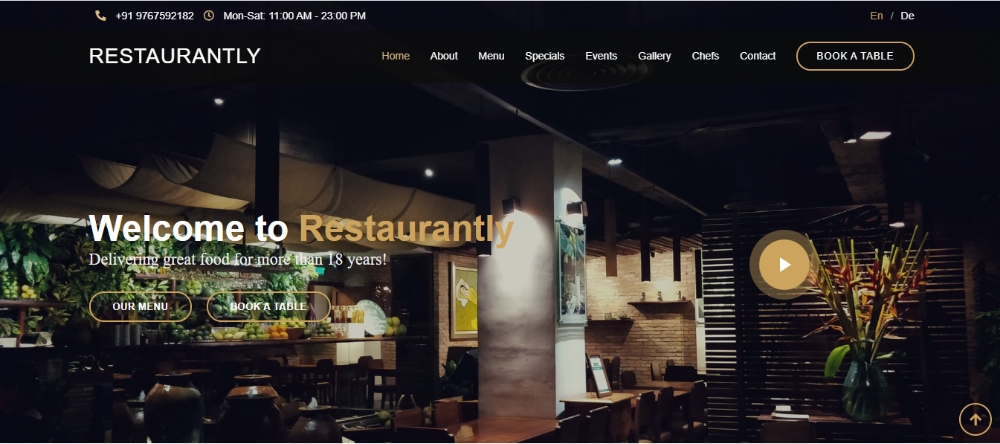 +91 9767592182 Mon-Sat: 11:00 AM - 23:00 PM En / De
RESTAURANTLY Home About Menu Specials Events Gallery Chefs Contact BOOK A TABLE
Welcome to Restaurantly
Delivering great food for more than 18 years!
OUR MENU BOOK A TABLE